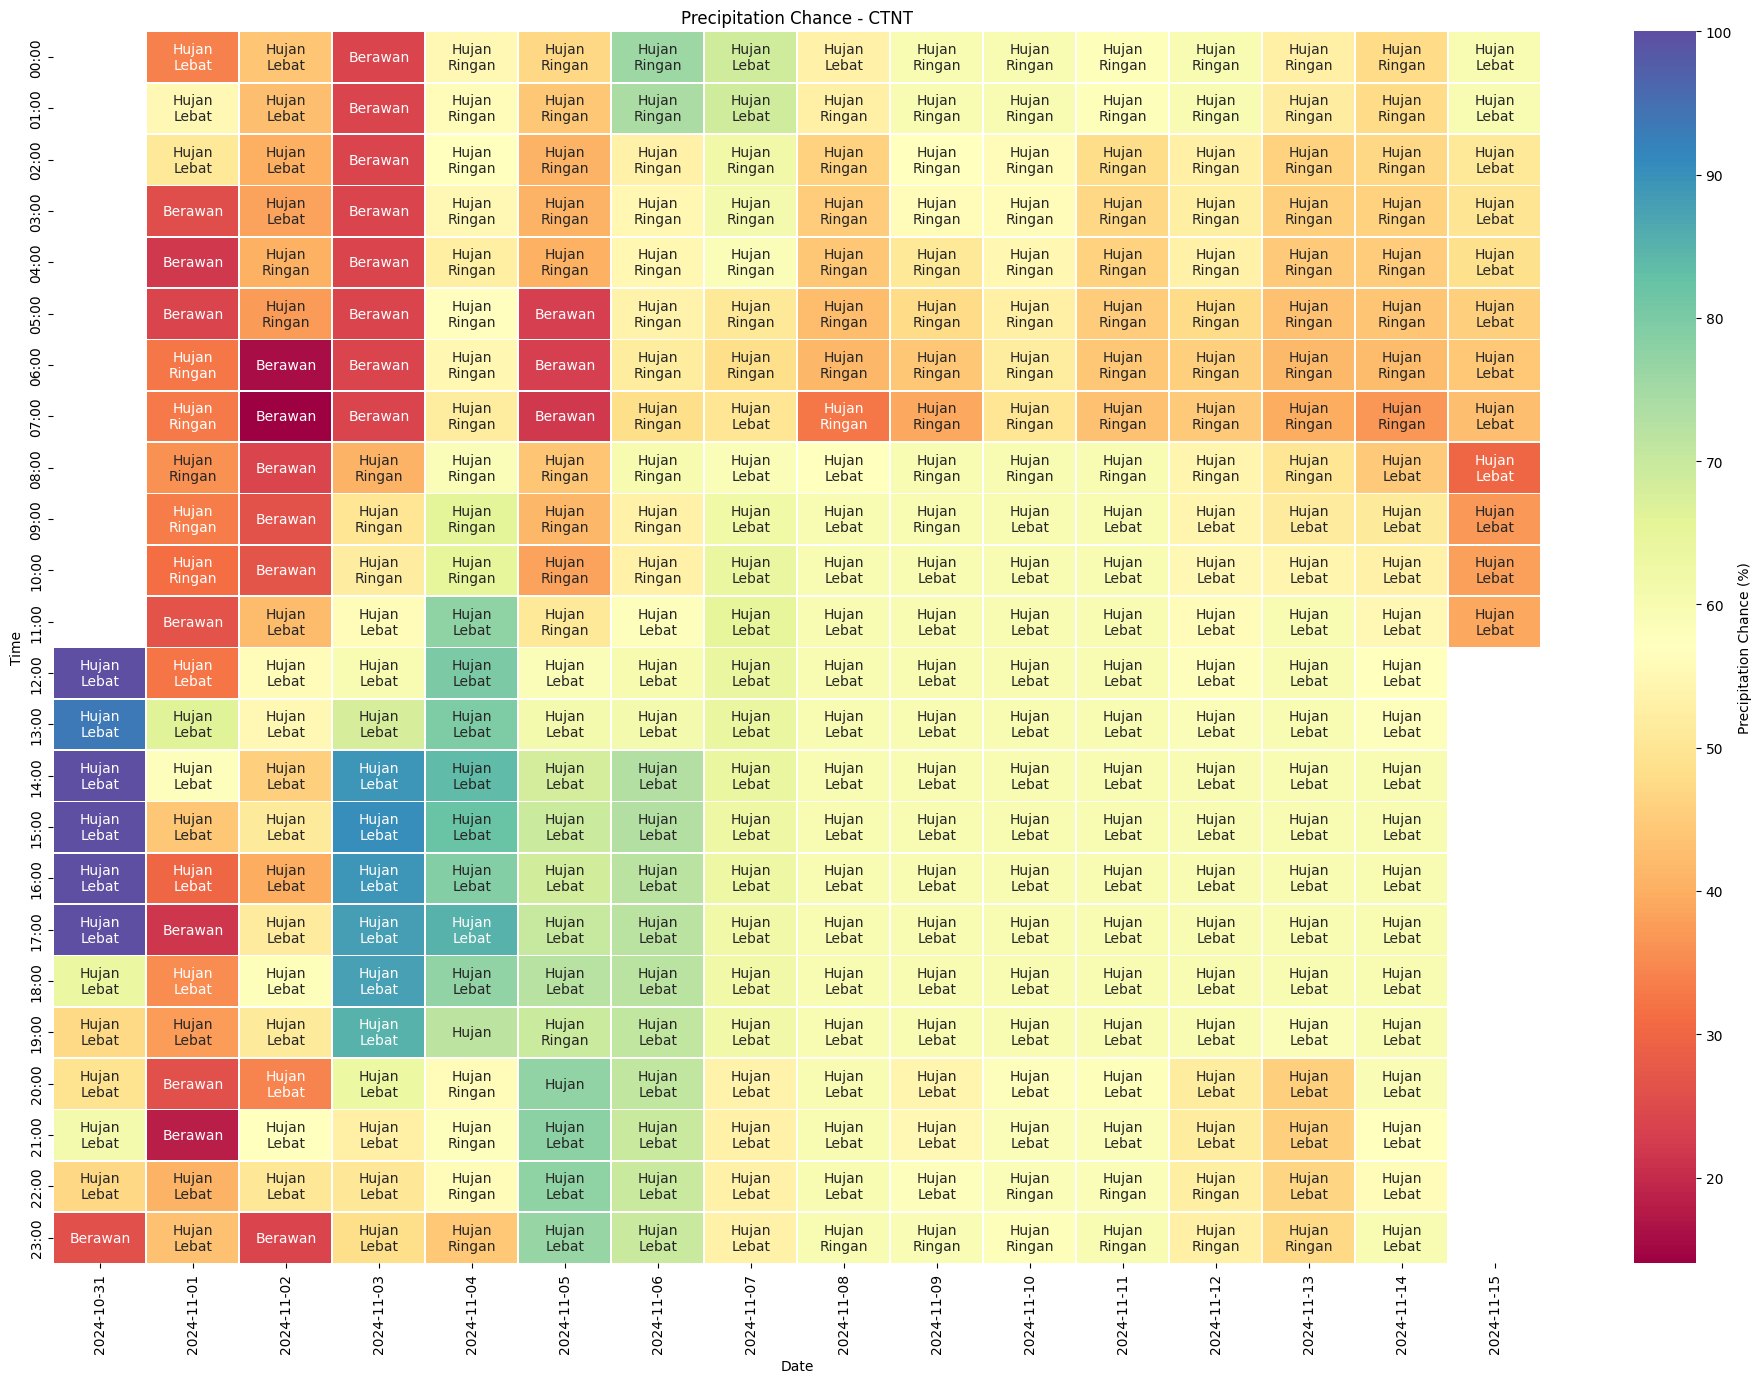 Precipitation Chance - CTNT
00:00 Hujan Lebat Hujan Lebat Berawan Hujan Ringan Hujan Ringan Hujan Ringan Hujan Lebat Hujan Lebat Hujan Ringan Hujan Ringan Hujan Ringan Hujan Ringan Hujan Ringan Hujan Ringan Hujan Lebat
01:00 Hujan Lebat Hujan Lebat Berawan Hujan Ringan Hujan Ringan Hujan Ringan Hujan Lebat Hujan Ringan Hujan Ringan Hujan Ringan Hujan Ringan Hujan Ringan Hujan Ringan Hujan Ringan Hujan Lebat
02:00 Hujan Lebat Hujan Lebat Berawan Hujan Ringan Hujan Ringan Hujan Ringan Hujan Ringan Hujan Ringan Hujan Ringan Hujan Ringan Hujan Ringan Hujan Ringan Hujan Ringan Hujan Ringan Hujan Lebat
03:00 Berawan Hujan Lebat Berawan Hujan Ringan Hujan Ringan Hujan Ringan Hujan Ringan Hujan Ringan Hujan Ringan Hujan Ringan Hujan Ringan Hujan Ringan Hujan Ringan Hujan Ringan Hujan Lebat
04:00 Berawan Hujan Ringan Berawan Hujan Ringan Hujan Ringan Hujan Ringan Hujan Ringan Hujan Ringan Hujan Ringan Hujan Ringan Hujan Ringan Hujan Ringan Hujan Ringan Hujan Ringan Hujan Lebat
05:00 Berawan Hujan Ringan Berawan Hujan Ringan Berawan Hujan Ringan Hujan Ringan Hujan Ringan Hujan Ringan Hujan Ringan Hujan Ringan Hujan Ringan Hujan Ringan Hujan Ringan Hujan Lebat
06:00 Hujan Ringan Berawan Berawan Hujan Ringan Berawan Hujan Ringan Hujan Ringan Hujan Ringan Hujan Ringan Hujan Ringan Hujan Ringan Hujan Ringan Hujan Ringan Hujan Ringan Hujan Lebat
07:00 Hujan Ringan Berawan Berawan Hujan Ringan Berawan Hujan Ringan Hujan Lebat Hujan Ringan Hujan Ringan Hujan Ringan Hujan Ringan Hujan Ringan Hujan Ringan Hujan Ringan Hujan Lebat
08:00 Hujan Ringan Berawan Hujan Ringan Hujan Ringan Hujan Ringan Hujan Ringan Hujan Lebat Hujan Lebat Hujan Ringan Hujan Ringan Hujan Ringan Hujan Ringan Hujan Ringan Hujan Lebat Hujan Lebat
09:00 Hujan Ringan Berawan Hujan Ringan Hujan Ringan Hujan Ringan Hujan Ringan Hujan Lebat Hujan Lebat Hujan Ringan Hujan Lebat Hujan Lebat Hujan Lebat Hujan Lebat Hujan Lebat Hujan Lebat
10:00 Hujan Ringan Berawan Hujan Ringan Hujan Ringan Hujan Ringan Hujan Ringan Hujan Lebat Hujan Lebat Hujan Lebat Hujan Lebat Hujan Lebat Hujan Lebat Hujan Lebat Hujan Lebat Hujan Lebat
11:00 Berawan Hujan Lebat Hujan Lebat Hujan Lebat Hujan Ringan Hujan Lebat Hujan Lebat Hujan Lebat Hujan Lebat Hujan Lebat Hujan Lebat Hujan Lebat Hujan Lebat Hujan Lebat Hujan Lebat
12:00 Hujan Lebat Hujan Lebat Hujan Lebat Hujan Lebat Hujan Lebat Hujan Lebat Hujan Lebat Hujan Lebat Hujan Lebat Hujan Lebat Hujan Lebat Hujan Lebat Hujan Lebat Hujan Lebat Hujan Lebat
13:00 Hujan Lebat Hujan Lebat Hujan Lebat Hujan Lebat Hujan Lebat Hujan Lebat Hujan Lebat Hujan Lebat Hujan Lebat Hujan Lebat Hujan Lebat Hujan Lebat Hujan Lebat Hujan Lebat Hujan Lebat
14:00 Hujan Lebat Hujan Lebat Hujan Lebat Hujan Lebat Hujan Lebat Hujan Lebat Hujan Lebat Hujan Lebat Hujan Lebat Hujan Lebat Hujan Lebat Hujan Lebat Hujan Lebat Hujan Lebat Hujan Lebat
15:00 Hujan Lebat Hujan Lebat Hujan Lebat Hujan Lebat Hujan Lebat Hujan Lebat Hujan Lebat Hujan Lebat Hujan Lebat Hujan Lebat Hujan Lebat Hujan Lebat Hujan Lebat Hujan Lebat Hujan Lebat
16:00 Hujan Lebat Hujan Lebat Hujan Lebat Hujan Lebat Hujan Lebat Hujan Lebat Hujan Lebat Hujan Lebat Hujan Lebat Hujan Lebat Hujan Lebat Hujan Lebat Hujan Lebat Hujan Lebat Hujan Lebat
17:00 Hujan Lebat Berawan Hujan Lebat Hujan Lebat Hujan Lebat Hujan Lebat Hujan Lebat Hujan Lebat Hujan Lebat Hujan Lebat Hujan Lebat Hujan Lebat Hujan Lebat Hujan Lebat Hujan Lebat
18:00 Hujan Lebat Hujan Lebat Hujan Lebat Hujan Lebat Hujan Lebat Hujan Lebat Hujan Lebat Hujan Lebat Hujan Lebat Hujan Lebat Hujan Lebat Hujan Lebat Hujan Lebat Hujan Lebat Hujan Lebat
19:00 Hujan Lebat Hujan Lebat Hujan Lebat Hujan Lebat Hujan Hujan Ringan Hujan Lebat Hujan Lebat Hujan Lebat Hujan Lebat Hujan Lebat Hujan Lebat Hujan Lebat Hujan Lebat Hujan Lebat
20:00 Hujan Lebat Berawan Hujan Lebat Hujan Lebat Hujan Ringan Hujan Hujan Lebat Hujan Lebat Hujan Lebat Hujan Lebat Hujan Lebat Hujan Lebat Hujan Lebat Hujan Lebat Hujan Lebat
21:00 Hujan Lebat Berawan Hujan Lebat Hujan Lebat Hujan Ringan Hujan Lebat Hujan Lebat Hujan Lebat Hujan Lebat Hujan Lebat Hujan Lebat Hujan Lebat Hujan Lebat Hujan Lebat Hujan Lebat
22:00 Hujan Lebat Hujan Lebat Hujan Lebat Hujan Lebat Hujan Ringan Hujan Lebat Hujan Lebat Hujan Lebat Hujan Lebat Hujan Lebat Hujan Ringan Hujan Ringan Hujan Ringan Hujan Lebat Hujan Lebat
23:00 Berawan Hujan Lebat Berawan Hujan Lebat Hujan Ringan Hujan Lebat Hujan Lebat Hujan Lebat Hujan Ringan Hujan Ringan Hujan Ringan Hujan Ringan Hujan Ringan Hujan Ringan Hujan Lebat
Time
2024-10-31 2024-11-01 2024-11-02 2024-11-03 2024-11-04 2024-11-05 2024-11-06 2024-11-07 2024-11-08 2024-11-09 2024-11-10 2024-11-11 2024-11-12 2024-11-13 2024-11-14 2024-11-15
Date
100
90
80
70
60
50
40
30
20
Precipitation Chance (%)